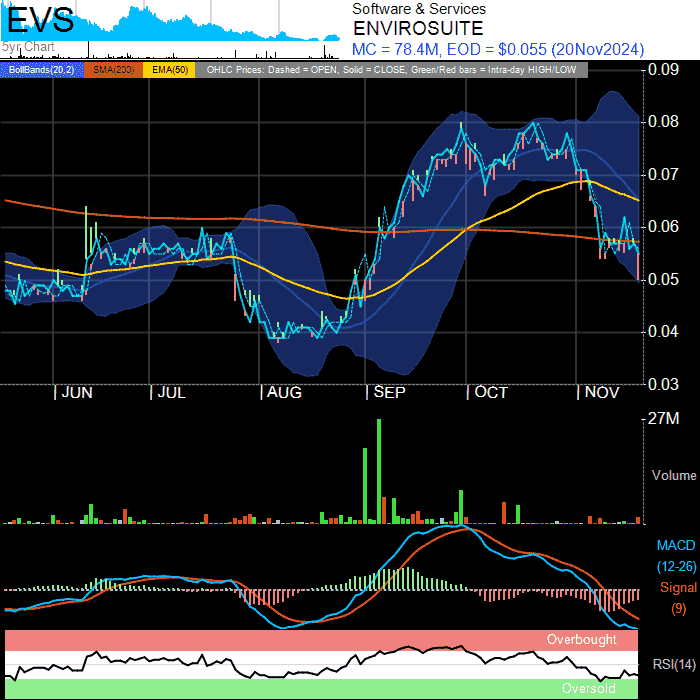 EVS
5yr Chart
Software & Services
ENVIROSUITE
MC = 78.4M, EOD = $0.055 (20Nov2024)
BollBands(20,2) SMA(200) EMA(50) OHLC Prices: Dashed = OPEN, Solid = CLOSE, Green/Red bars = Intra-day HIGH/LOW
0.09
0.08
0.07
0.06
0.05
0.04
0.03
| JUN | JUL | AUG | SEP | OCT | NOV
27M
Volume
MACD
(12-26)
Signal
(9)
Overbought
RSI(14)
Oversold